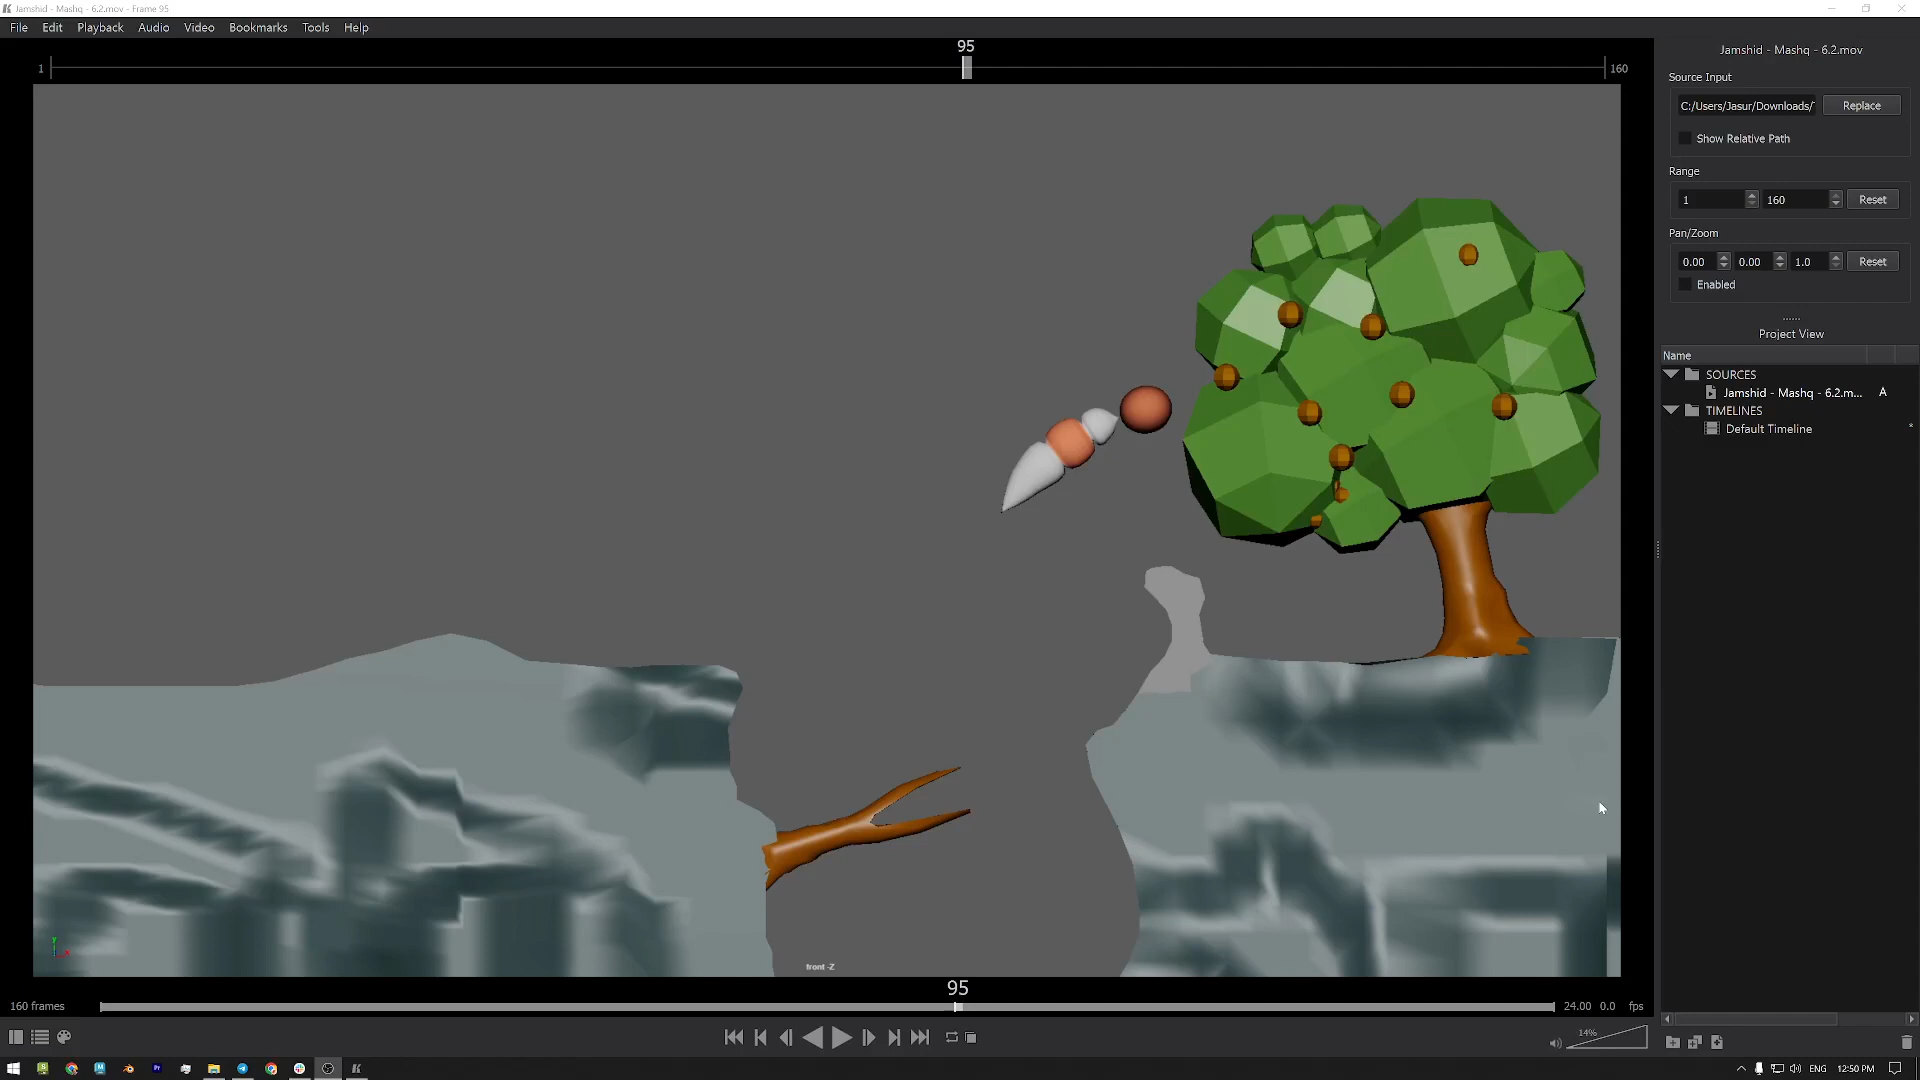 Jamshid - Mashq - 6.2.mov - Frame 95
File Edit Playback Audio Video Bookmarks Tools Help
95
1 160
Jamshid - Mashq - 6.2.mov
Source Input
C:/Users/Jasur/Downloads/ Replace
Show Relative Path
Range
1 160 Reset
Pan/Zoom
0.00 0.00 1.0 Reset
Enabled
Project View
Name
SOURCES
Jamshid - Mashq - 6.2.m... A
TIMELINES
Default Timeline *
front -Z
95
160 frames 24.00 0.0 fps
14%
ENG 12:50 PM